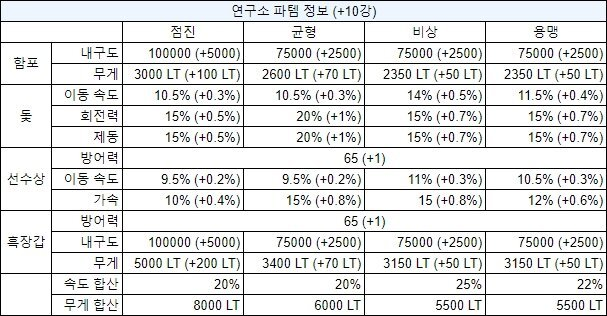 연구소 파템 정보 (+10강)
점진 균형 비상 용맹
함포 내구도 100000 (+5000) 75000 (+2500) 75000 (+2500) 75000 (+2500)
무게 3000 LT (+100 LT) 2600 LT (+70 LT) 2350 LT (+50 LT) 2350 LT (+50 LT)
돛 이동 속도 10.5% (+0.3%) 10.5% (+0.3%) 14% (+0.5%) 11.5% (+0.4%)
회전력 15% (+0.5%) 20% (+1%) 15% (+0.7%) 15% (+0.7%)
제동 15% (+0.5%) 20% (+1%) 15% (+0.7%) 15% (+0.7%)
선수상 방어력 65 (+1)
이동 속도 9.5% (+0.2%) 9.5% (+0.2%) 11% (+0.3%) 10.5% (+0.3%)
가속 10% (+0.4%) 15% (+0.8%) 15 (+0.8%) 12% (+0.6%)
흑장갑 방어력 65 (+1)
내구도 100000 (+5000) 75000 (+2500) 75000 (+2500) 75000 (+2500)
무게 5000 LT (+200 LT) 3400 LT (+70 LT) 3150 LT (+50 LT) 3150 LT (+50 LT)
속도 합산 20% 20% 25% 22%
무게 합산 8000 LT 6000 LT 5500 LT 5500 LT